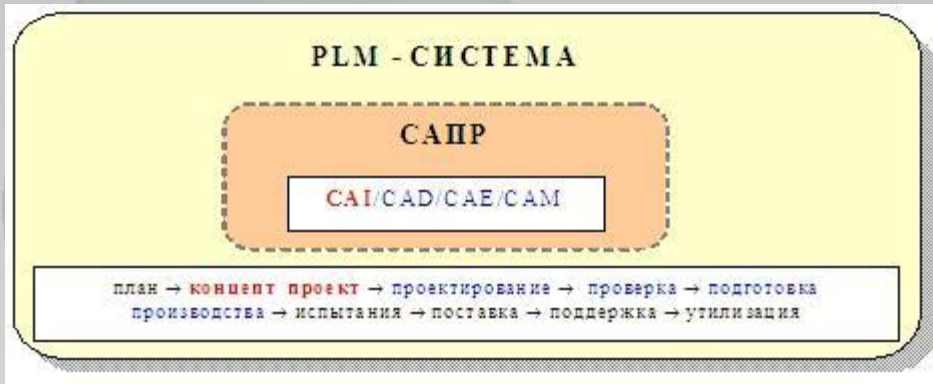 PLM - СИСТЕМА
САПР
CAI/CAD/CAE/CAM
план → концепт проект → проектирование → проверка → подготовка
производства → испытания → поставка → поддержка → утилизация